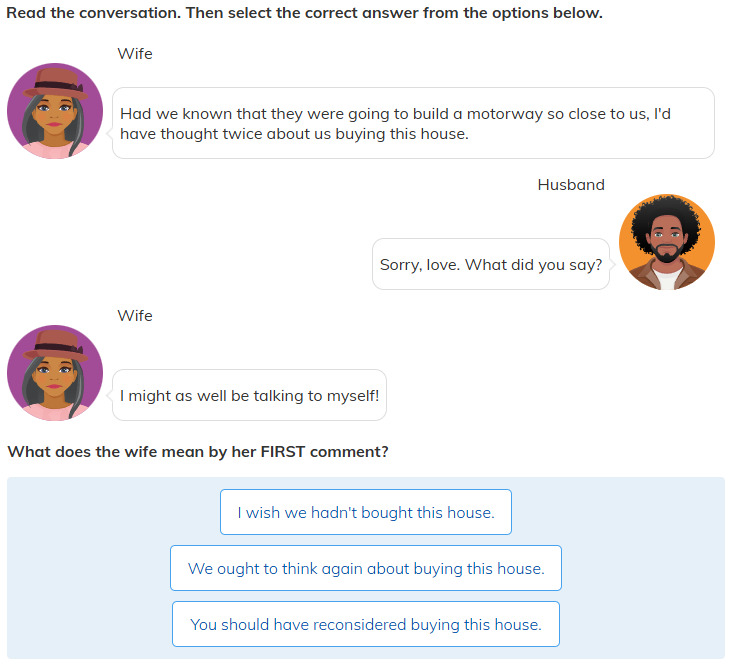 Read the conversation. Then select the correct answer from the options below.
Wife
Had we known that they were going to build a motorway so close to us, I'd
have thought twice about us buying this house.
Husband
Sorry, love. What did you say?
Wife
I might as well be talking to myself!
What does the wife mean by her FIRST comment?
I wish we hadn't bought this house.
We ought to think again about buying this house.
You should have reconsidered buying this house.